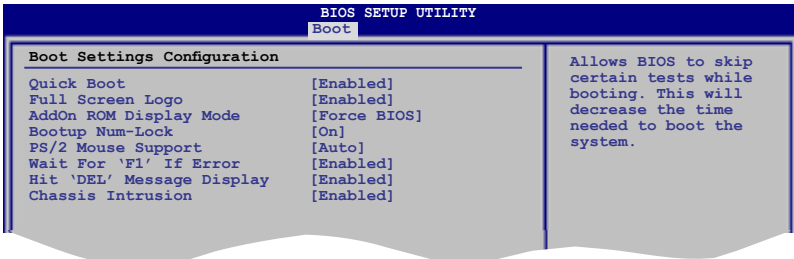 BIOS SETUP UTILITY
Boot
Boot Settings Configuration
Quick Boot [Enabled]
Full Screen Logo [Enabled]
AddOn ROM Display Mode [Force BIOS]
Bootup Num-Lock [On]
PS/2 Mouse Support [Auto]
Wait For ‘F1’ If Error [Enabled]
Hit ‘DEL’ Message Display [Enabled]
Chassis Intrusion [Enabled]
Allows BIOS to skip
certain tests while
booting. This will
decrease the time
needed to boot the
system.